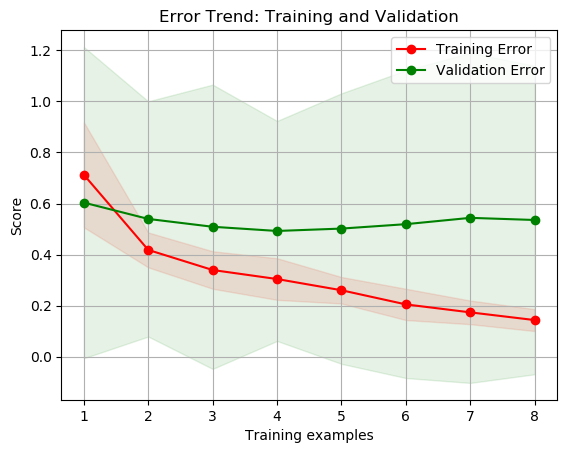 Error Trend: Training and Validation
Training Error
Validation Error
1.2
1.0
0.8
0.6
0.4
0.2
0.0
Score
1 2 3 4 5 6 7 8
Training examples